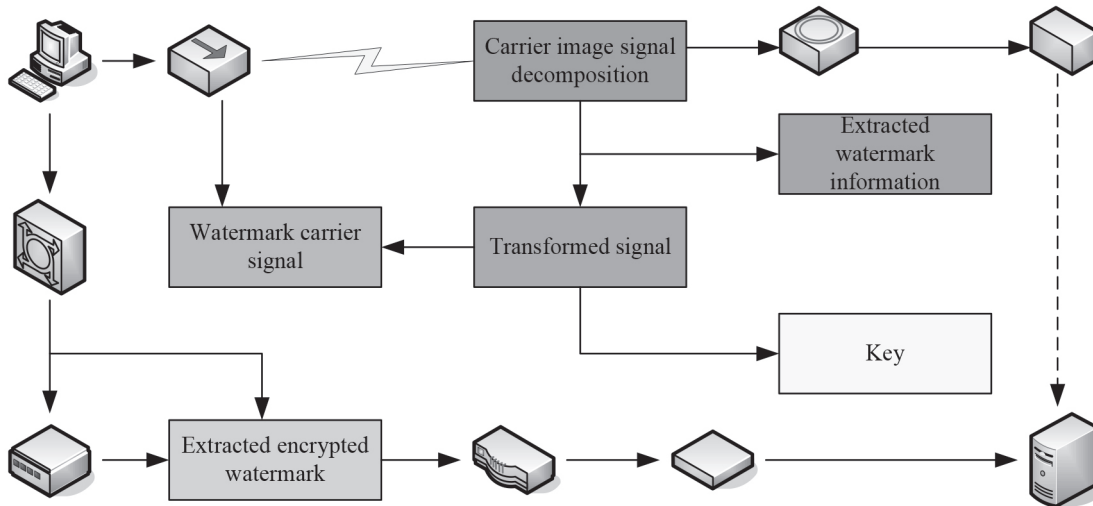 Carrier image signal
decomposition
Extracted
watermark
information
Watermark carrier
signal
Transformed signal
Key
Extracted encrypted
watermark